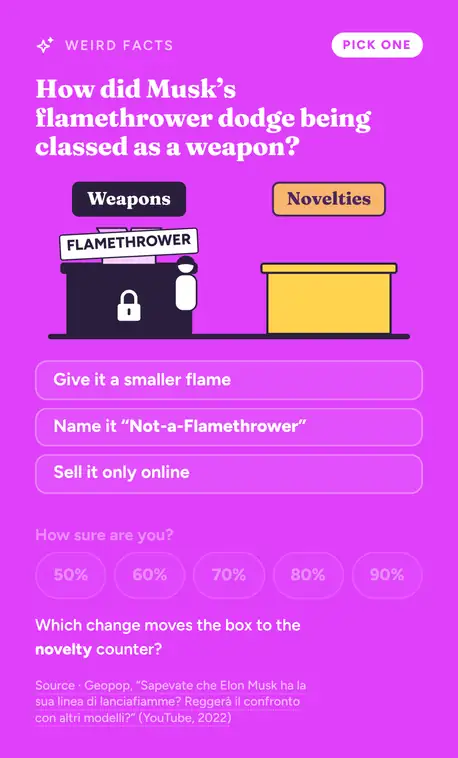 WEIRD FACTS
PICK ONE
How did Musk’s
flamethrower dodge being
classed as a weapon?
Weapons
Novelties
FLAMETHROWER
Give it a smaller flame
Name it “Not-a-Flamethrower”
Sell it only online
How sure are you?
50%
60%
70%
80%
90%
Which change moves the box to the
novelty counter?
Source · Geopop, “Sapevate che Elon Musk ha la
sua linea di lanciafiamme? Reggerà il confronto
con altri modelli?” (YouTube, 2022)